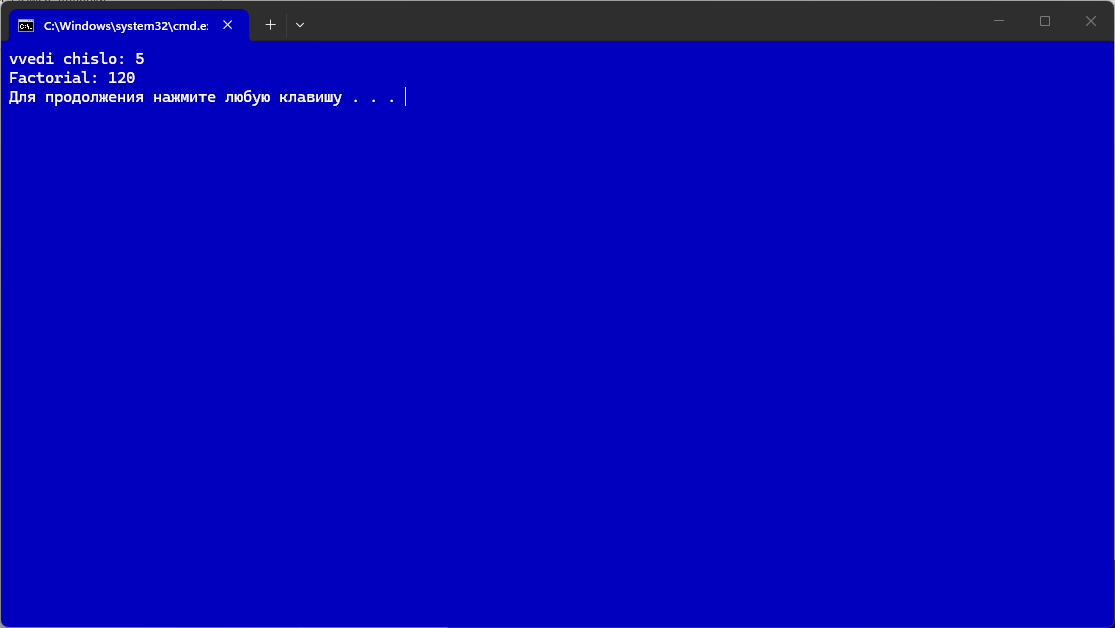 C:\Windows\system32\cmd.e:
vvedi chislo: 5
Factorial: 120
Для продолжения нажмите любую клавишу . . .